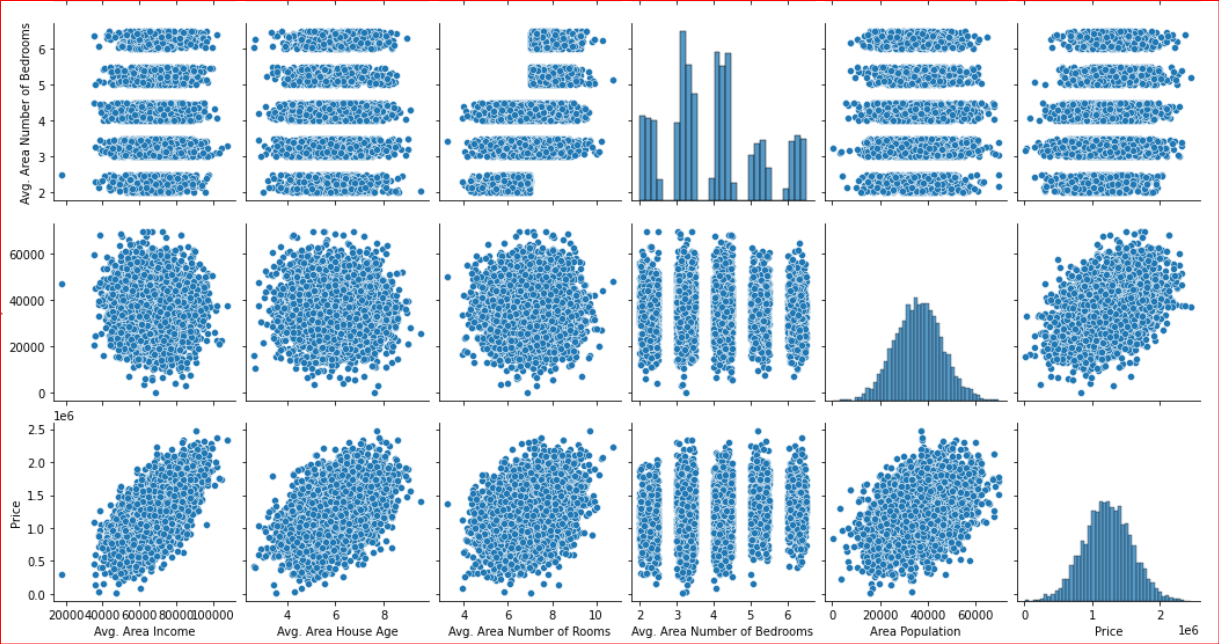 Avg. Area Number of Bedrooms
6
5
4
3
2
60000
40000
20000
0
1e6
Price
2.5
2.0
1.5
1.0
0.5
0.0
20000 40000 60000 80000 100000
4 6 8
4 6 8 10
2 3 4 5 6
0 20000 40000 60000
0 1 2
1e6
Avg. Area Income
Avg. Area House Age
Avg. Area Number of Rooms
Avg. Area Number of Bedrooms
Area Population
Price